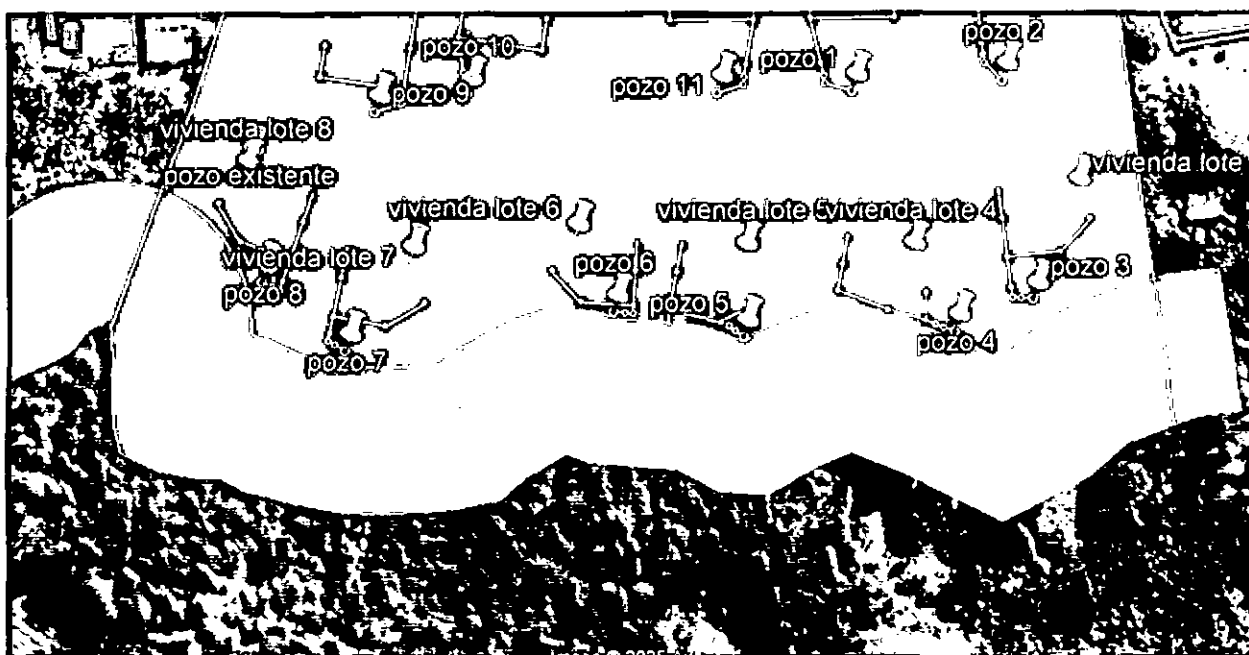 pozo 10
pozo 1
pozo 2
pozo 9
pozo 11
vivienda lote 8
vivienda lote
pozo existente
vivienda lote 6
vivienda lote 5
vivienda lote 4
vivienda lote 7
pozo 6
pozo 3
pozo 8
pozo 5
pozo 4
pozo 7